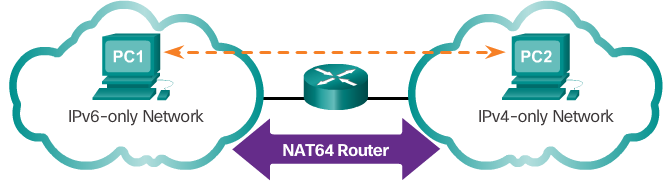 PC1
PC2
IPv6-only Network
IPv4-only Network
NAT64 Router